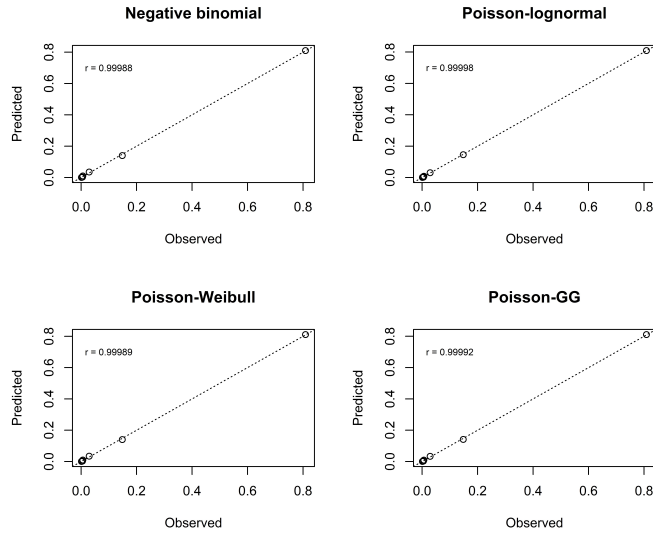 Negative binomial
r = 0.99988
Predicted
0.0 0.2 0.4 0.6 0.8
0.0 0.2 0.4 0.6 0.8
Observed
Poisson-lognormal
r = 0.99998
Predicted
0.0 0.2 0.4 0.6 0.8
0.0 0.2 0.4 0.6 0.8
Observed
Poisson-Weibull
r = 0.99989
Predicted
0.0 0.2 0.4 0.6 0.8
0.0 0.2 0.4 0.6 0.8
Observed
Poisson-GG
r = 0.99992
Predicted
0.0 0.2 0.4 0.6 0.8
0.0 0.2 0.4 0.6 0.8
Observed